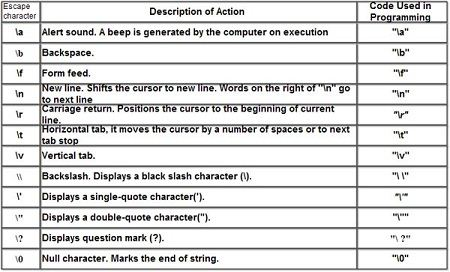 Escape character Description of Action Code Used in Programming
\a Alert sound. A beep is generated by the computer on execution "\a"
\b Backspace. "\b"
\f Form feed. "\f"
\n New line. Shifts the cursor to new line. Words on the right of "\n" go to next line "\n"
\r Carriage return. Positions the cursor to the beginning of current line. "\r"
\t Horizontal tab, it moves the cursor by a number of spaces or to next tab stop "\t"
\v Vertical tab. "\v"
\\ Backslash. Displays a black slash character (\). "\ \"
\' Displays a single-quote character('). "\'"
\" Displays a double-quote character("). "\""
\? Displays question mark (?). "\ ?"
\0 Null character. Marks the end of string. "\0"